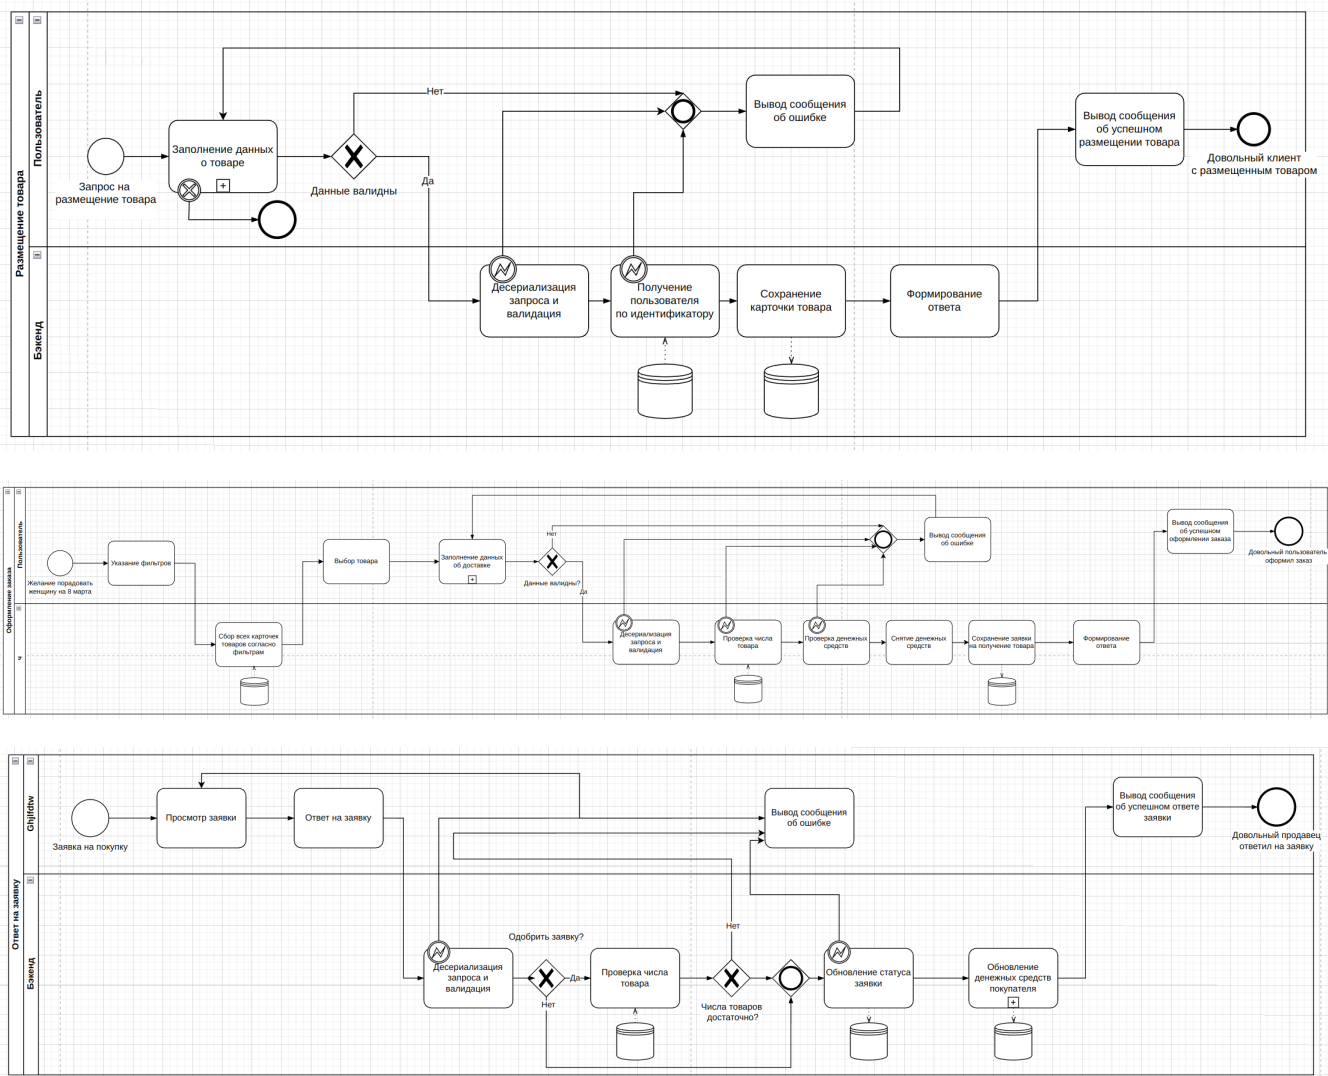 Размещение товара
Пользователь
Бэкенд
Запрос на
размещение товара
Заполнение данных
о товаре
Данные валидны
Нет
Да
Вывод сообщения
об ошибке
Вывод сообщения
об успешном
размещении товара
Довольный клиент
с размещенным товаром
Десериализация
запроса и
валидация
Получение
пользователя
по идентификатору
Сохранение
карточки товара
Формирование
ответа
Оформление заказа
Пользователь
Желание порадовать
женщину на 8 марта
Указание фильтров
Сбор всех карточек
товаров согласно
фильтрам
Выбор товара
Заполнение данных
об доставке
Данные валидны?
Нет
Да
Вывод сообщения
об ошибке
Вывод сообщения
об успешном
оформлении заказа
Довольный пользователь
оформил заказ
Десериализация
запроса и
валидация
Проверка числа
товара
Проверка денежных
средств
Снятие денежных
средств
Сохранение заявки
на получение товара
Формирование
ответа
Ответ на заявку
Ghjlfdtw
Бэкенд
Заявка на покупку
Просмотр заявки
Ответ на заявку
Вывод сообщения
об ошибке
Вывод сообщения
об успешном ответе
заявки
Довольный продавец
ответил на заявку
Десериализация
запроса и
валидация
Одобрить заявку?
Да
Нет
Проверка числа
товара
Нет
Числа товаров
достаточно?
Обновление статуса
заявки
Обновление
денежных средств
покупателя